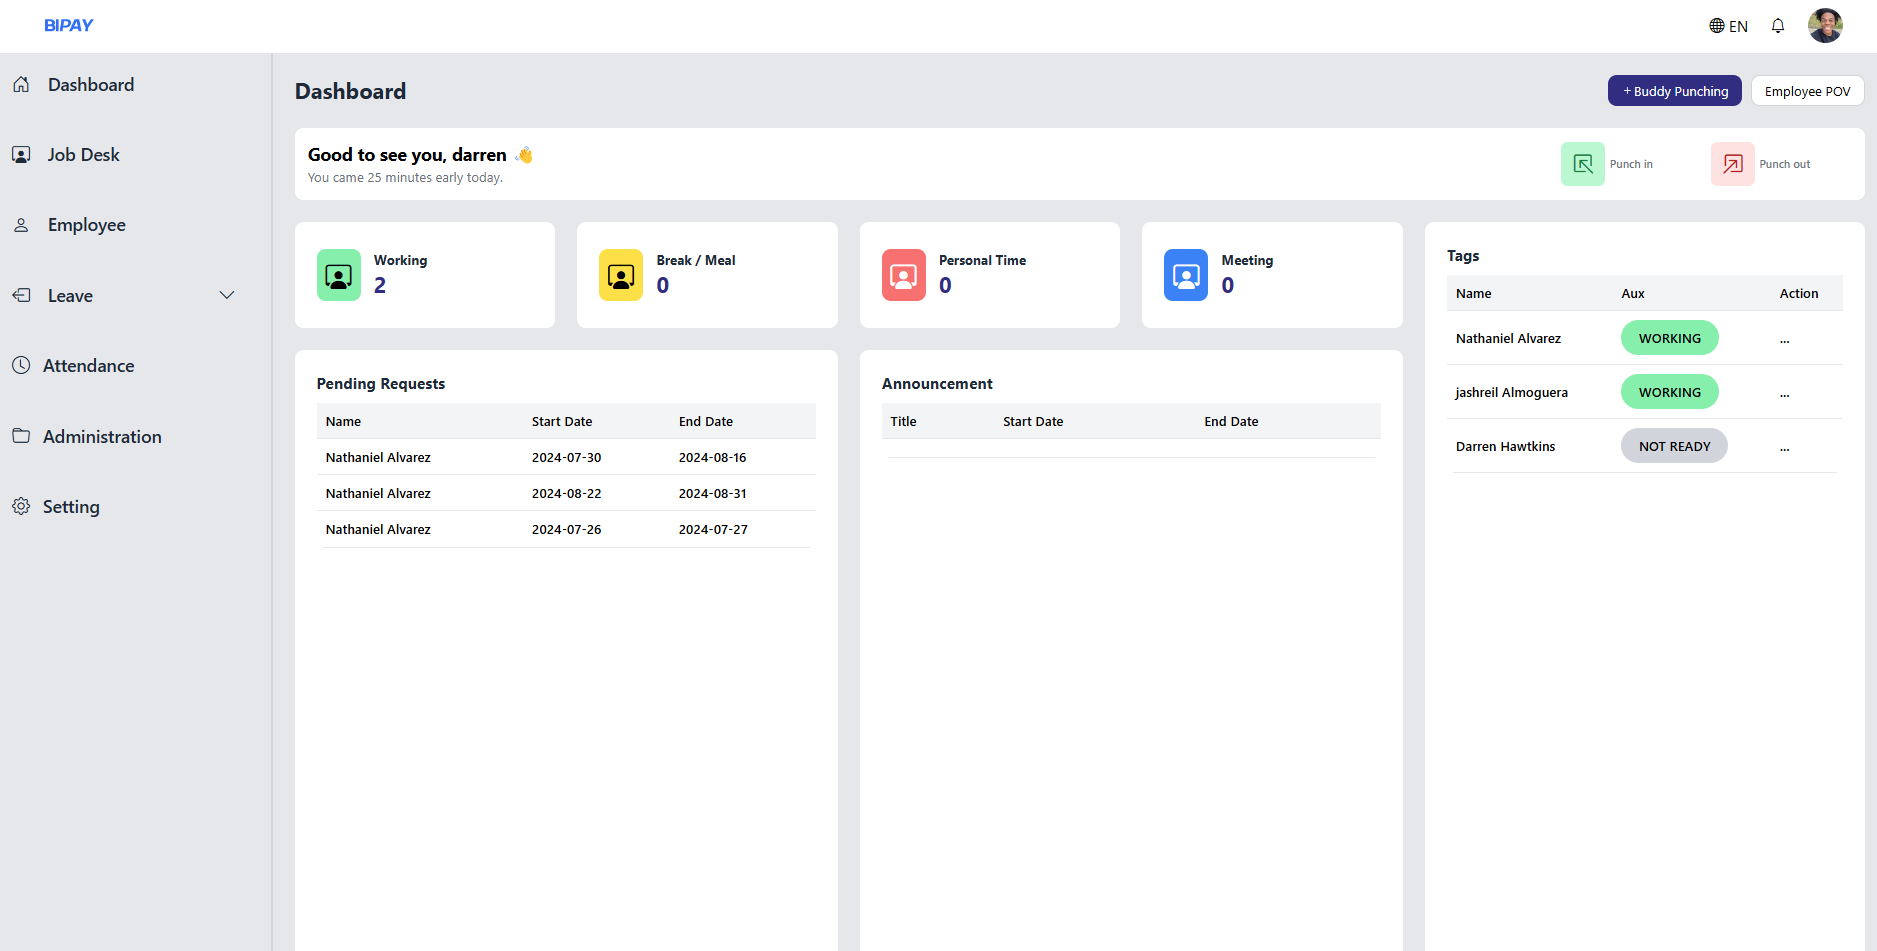 BIPAY
EN
Dashboard
Job Desk
Employee
Leave
Attendance
Administration
Setting
Dashboard
+ Buddy Punching
Employee POV
Good to see you, darren 👋
You came 25 minutes early today.
Punch in
Punch out
Working
2
Break / Meal
0
Personal Time
0
Meeting
0
Pending Requests
Name Start Date End Date
Nathaniel Alvarez 2024-07-30 2024-08-16
Nathaniel Alvarez 2024-08-22 2024-08-31
Nathaniel Alvarez 2024-07-26 2024-07-27
Announcement
Title Start Date End Date
Tags
Name Aux Action
Nathaniel Alvarez WORKING ...
jashreil Almoguera WORKING ...
Darren Hawtkins NOT READY ...